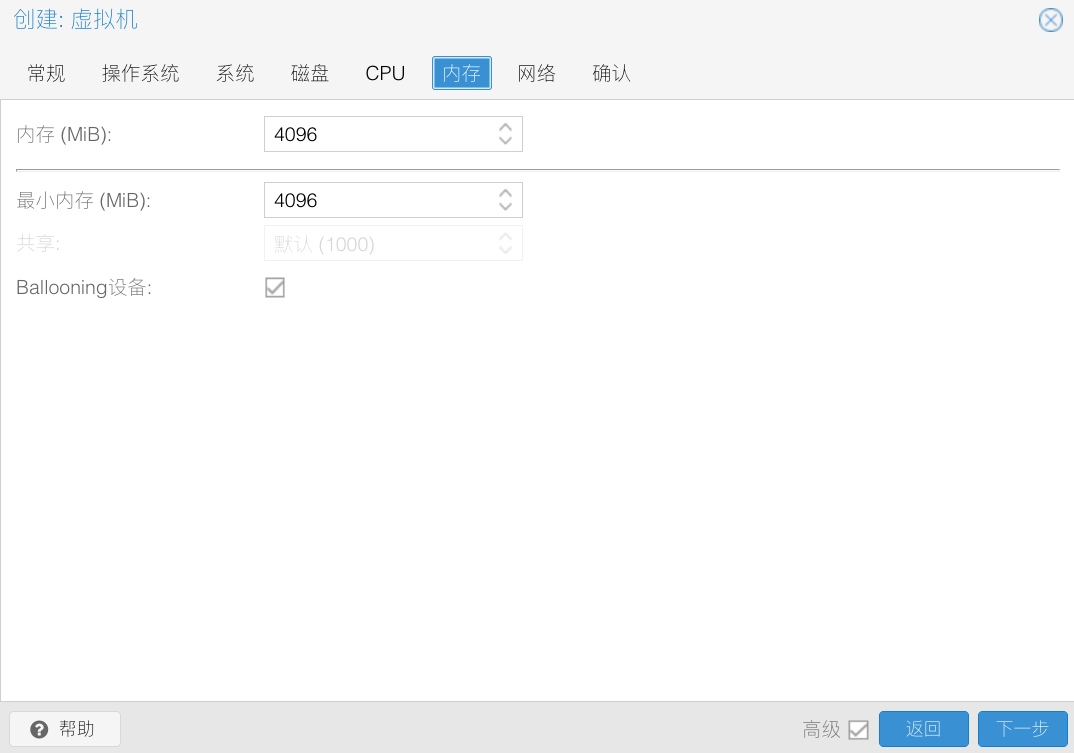 创建: 虚拟机
常规 操作系统 系统 磁盘 CPU 内存 网络 确认
内存 (MiB): 4096
最小内存 (MiB): 4096
共享: 默认 (1000)
Ballooning设备:
帮助 高级 返回 下一步